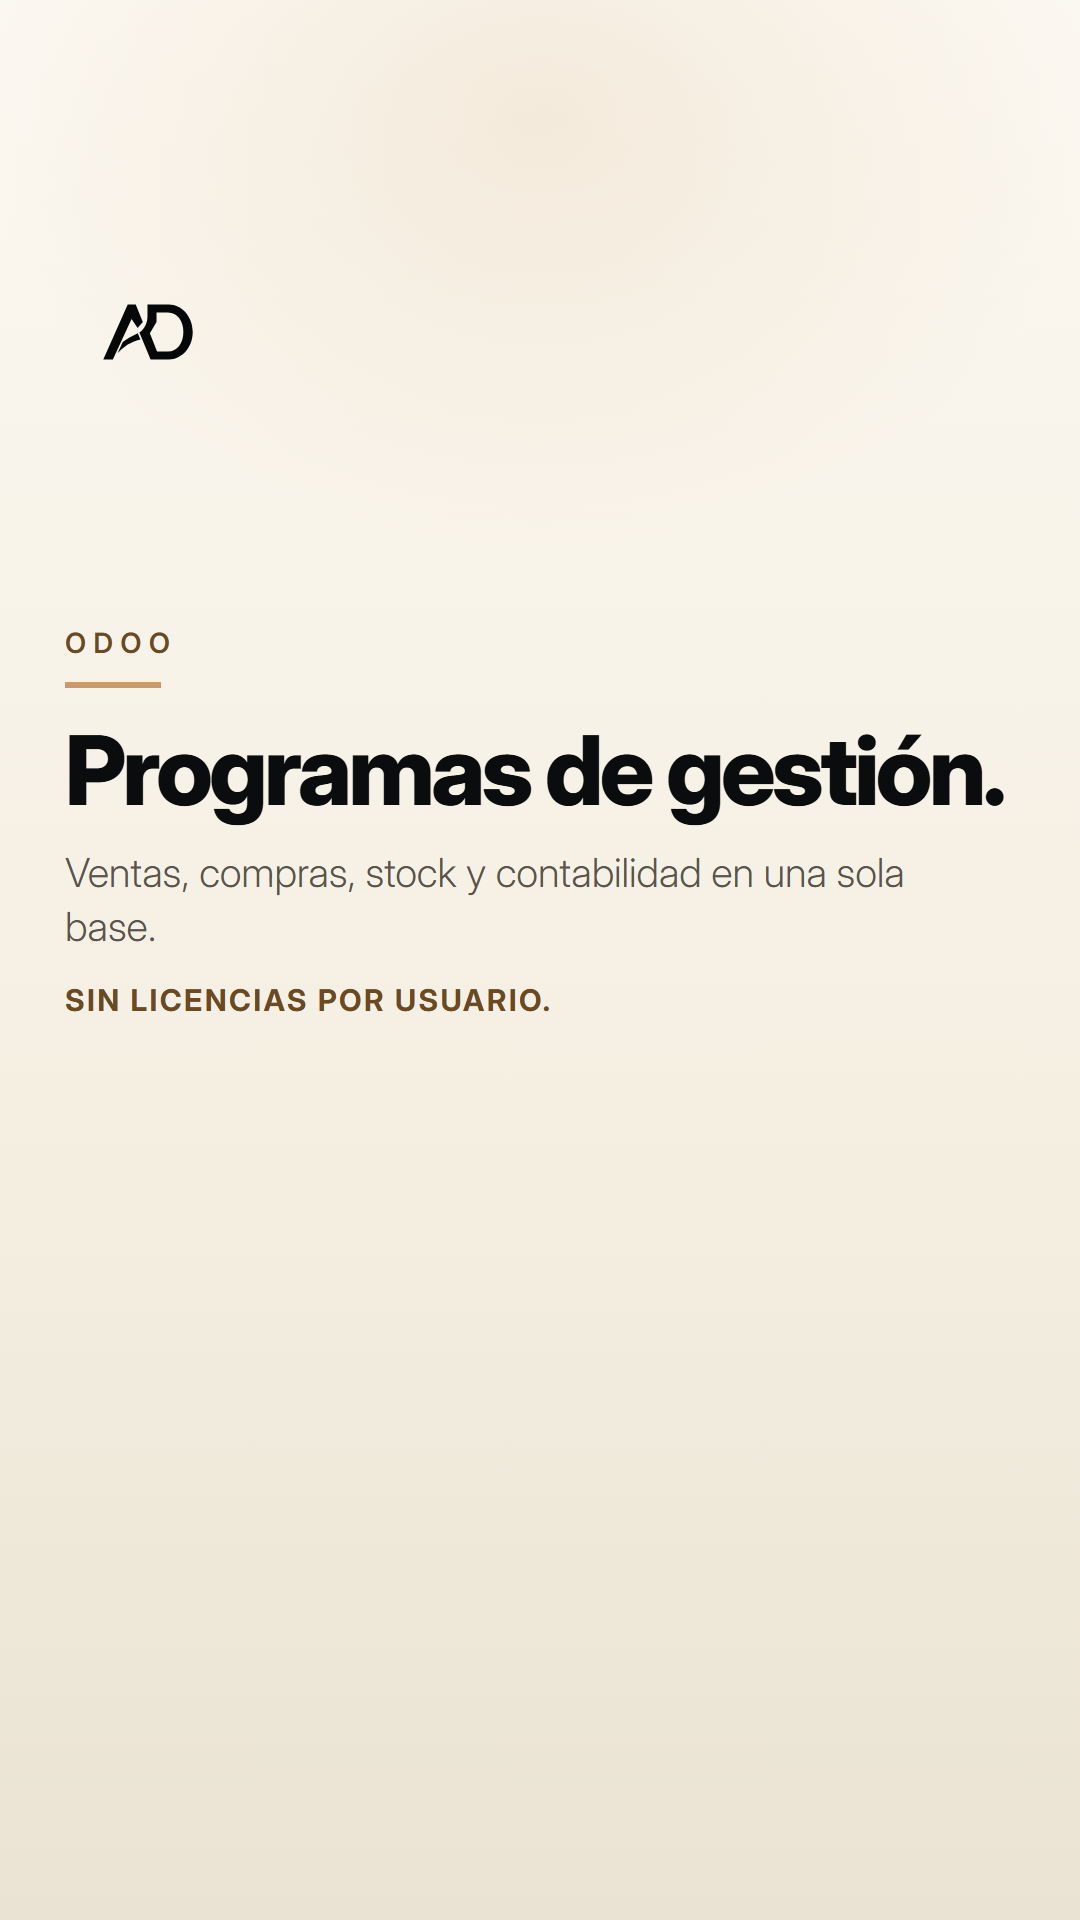 AD
ODOO
Programas de gestión.
Ventas, compras, stock y contabilidad en una sola
base.
SIN LICENCIAS POR USUARIO.